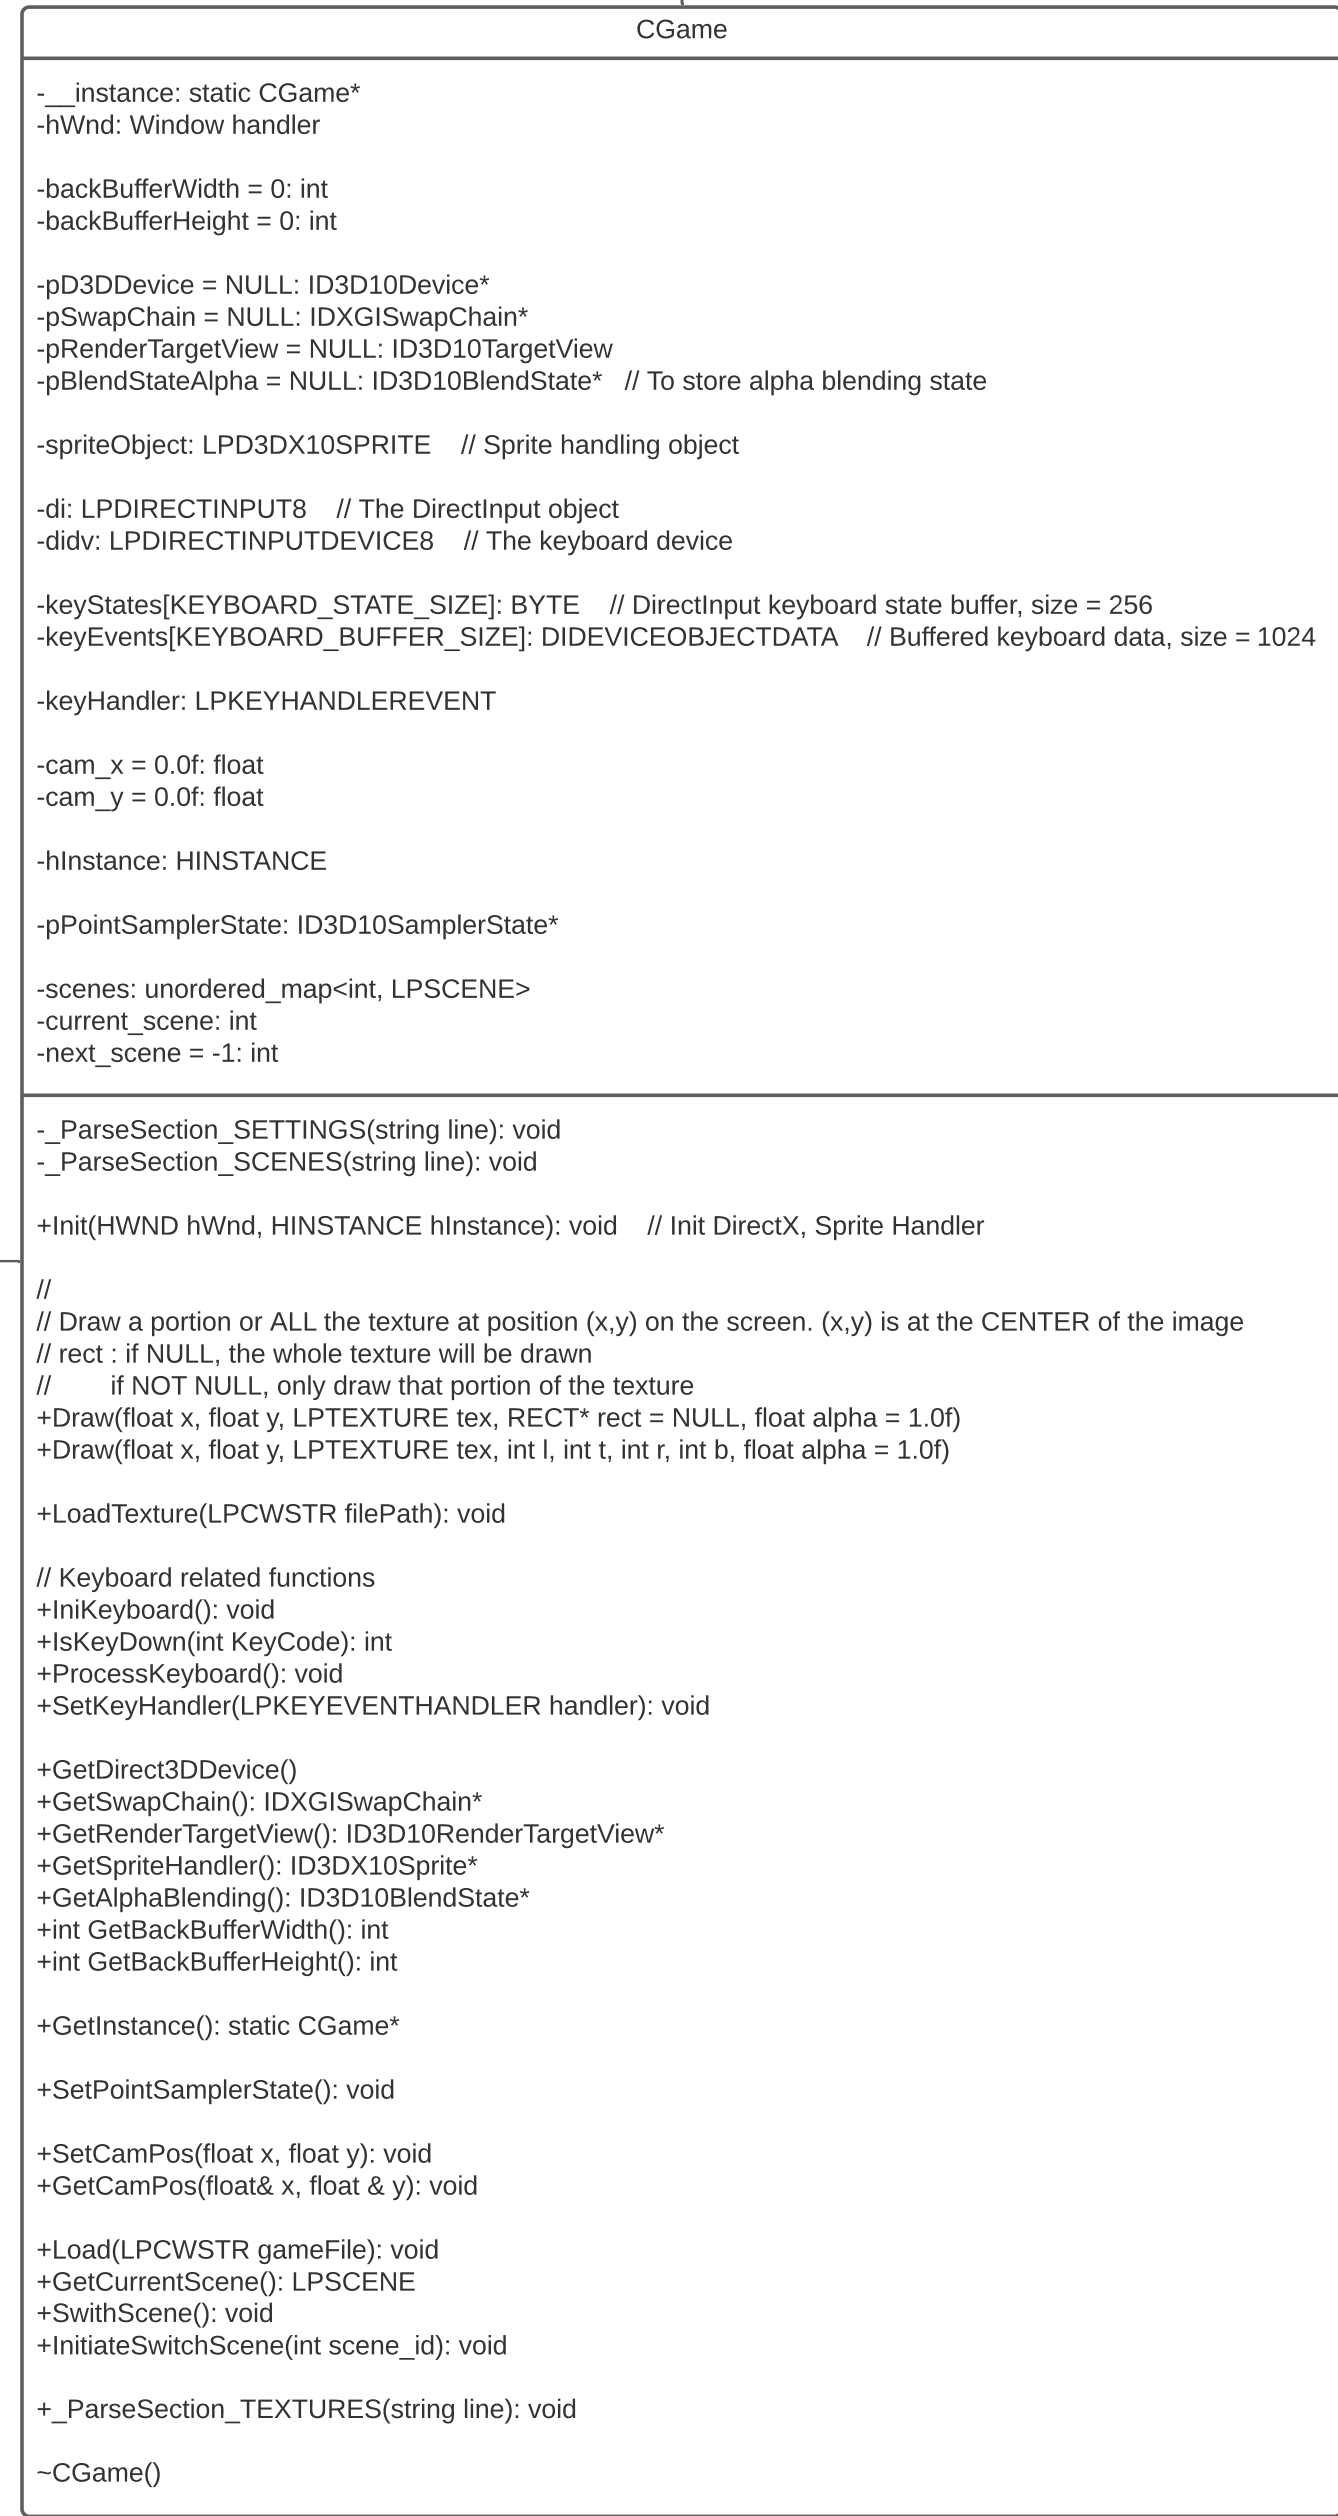 CGame
-__instance: static CGame*
-hWnd: Window handler
-backBufferWidth = 0: int
-backBufferHeight = 0: int
-pD3DDevice = NULL: ID3D10Device*
-pSwapChain = NULL: IDXGISwapChain*
-pRenderTargetView = NULL: ID3D10TargetView
-pBlendStateAlpha = NULL: ID3D10BlendState*   // To store alpha blending state
-spriteObject: LPD3DX10SPRITE    // Sprite handling object
-di: LPDIRECTINPUT8    // The DirectInput object
-didv: LPDIRECTINPUTDEVICE8    // The keyboard device
-keyStates[KEYBOARD_STATE_SIZE]: BYTE    // DirectInput keyboard state buffer, size = 256
-keyEvents[KEYBOARD_BUFFER_SIZE]: DIDEVICEOBJECTDATA    // Buffered keyboard data, size = 1024
-keyHandler: LPKEYHANDLEREVENT
-cam_x = 0.0f: float
-cam_y = 0.0f: float
-hInstance: HINSTANCE
-pPointSamplerState: ID3D10SamplerState*
-scenes: unordered_map<int, LPSCENE>
-current_scene: int
-next_scene = -1: int
-_ParseSection_SETTINGS(string line): void
-_ParseSection_SCENES(string line): void
+Init(HWND hWnd, HINSTANCE hInstance): void    // Init DirectX, Sprite Handler
//
// Draw a portion or ALL the texture at position (x,y) on the screen. (x,y) is at the CENTER of the image
// rect : if NULL, the whole texture will be drawn
//        if NOT NULL, only draw that portion of the texture
+Draw(float x, float y, LPTEXTURE tex, RECT* rect = NULL, float alpha = 1.0f)
+Draw(float x, float y, LPTEXTURE tex, int l, int t, int r, int b, float alpha = 1.0f)
+LoadTexture(LPCWSTR filePath): void
// Keyboard related functions
+IniKeyboard(): void
+IsKeyDown(int KeyCode): int
+ProcessKeyboard(): void
+SetKeyHandler(LPKEYEVENTHANDLER handler): void
+GetDirect3DDevice()
+GetSwapChain(): IDXGISwapChain*
+GetRenderTargetView(): ID3D10RenderTargetView*
+GetSpriteHandler(): ID3DX10Sprite*
+GetAlphaBlending(): ID3D10BlendState*
+int GetBackBufferWidth(): int
+int GetBackBufferHeight(): int
+GetInstance(): static CGame*
+SetPointSamplerState(): void
+SetCamPos(float x, float y): void
+GetCamPos(float& x, float & y): void
+Load(LPCWSTR gameFile): void
+GetCurrentScene(): LPSCENE
+SwithScene(): void
+InitiateSwitchScene(int scene_id): void
+_ParseSection_TEXTURES(string line): void
~CGame()